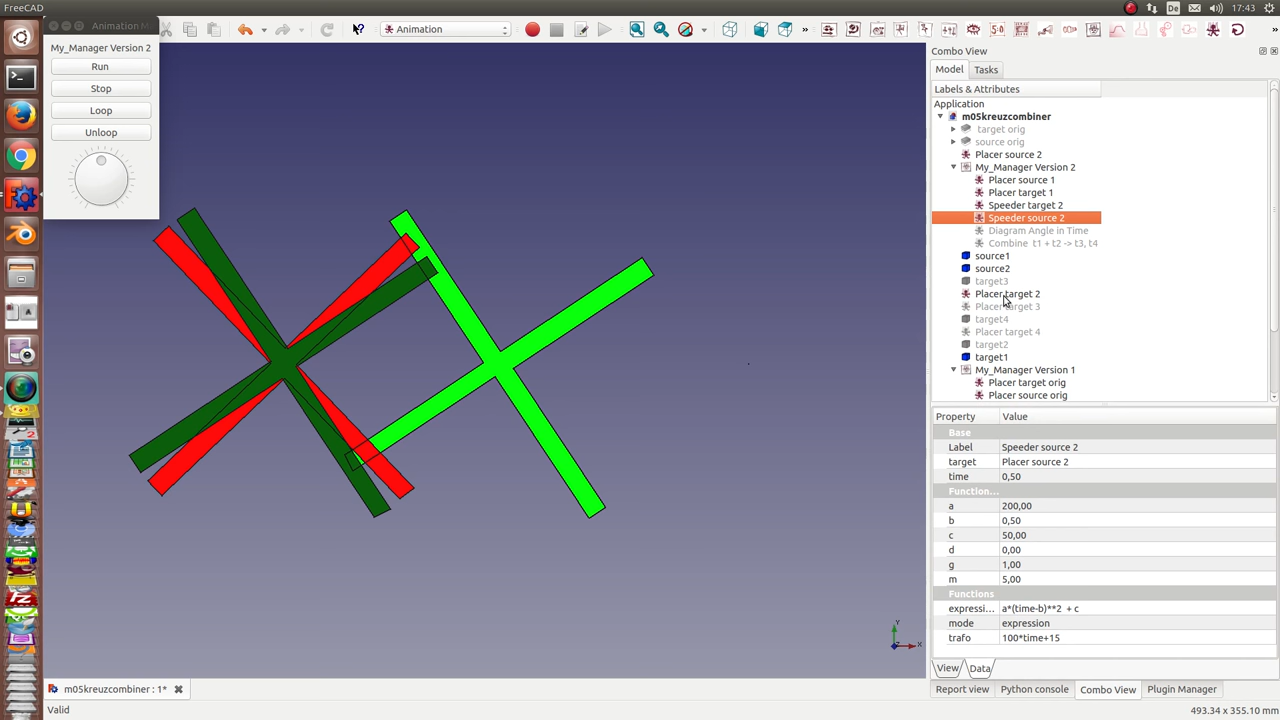 FreeCAD
De
17:43
Animation M
My_Manager Version 2
Run
Stop
Loop
Unloop
Animation
»
»
Combo View
Model
Tasks
Labels & Attributes
Application
m05kreuzcombiner
target orig
source orig
Placer source 2
My_Manager Version 2
Placer source 1
Placer target 1
Speeder target 2
Speeder source 2
Diagram Angle in Time
Combine t1 + t2 -> t3, t4
source1
source2
target3
Placer target 2
Placer target 3
target4
Placer target 4
target2
target1
My_Manager Version 1
Placer target orig
Placer source orig
Property Value
Base
Label Speeder source 2
target Placer source 2
time 0,50
Function...
a 200,00
b 0,50
c 50,00
d 0,00
g 1,00
m 5,00
Functions
expressi... a*(time-b)**2 + c
mode expression
trafo 100*time+15
View
Data
Y
X
m05kreuzcombiner : 1*
Report view
Python console
Combo View
Plugin Manager
Valid
493.34 x 355.10 mm